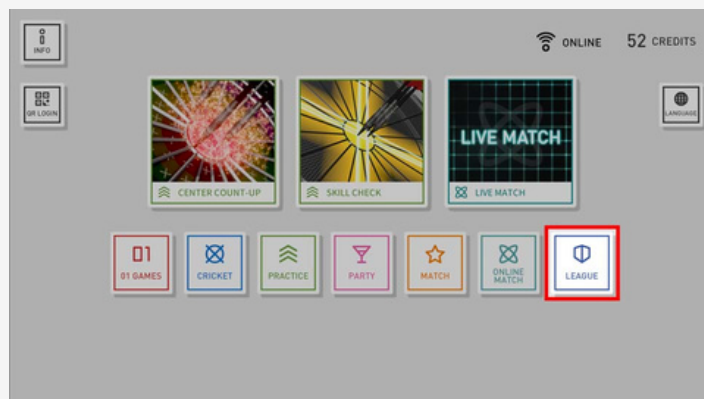 INFO
ONLINE
52 CREDITS
QR LOGIN
LANGUAGE
LIVE MATCH
CENTER COUNT-UP
SKILL CHECK
LIVE MATCH
01
01 GAMES
CRICKET
PRACTICE
PARTY
MATCH
ONLINE
MATCH
LEAGUE